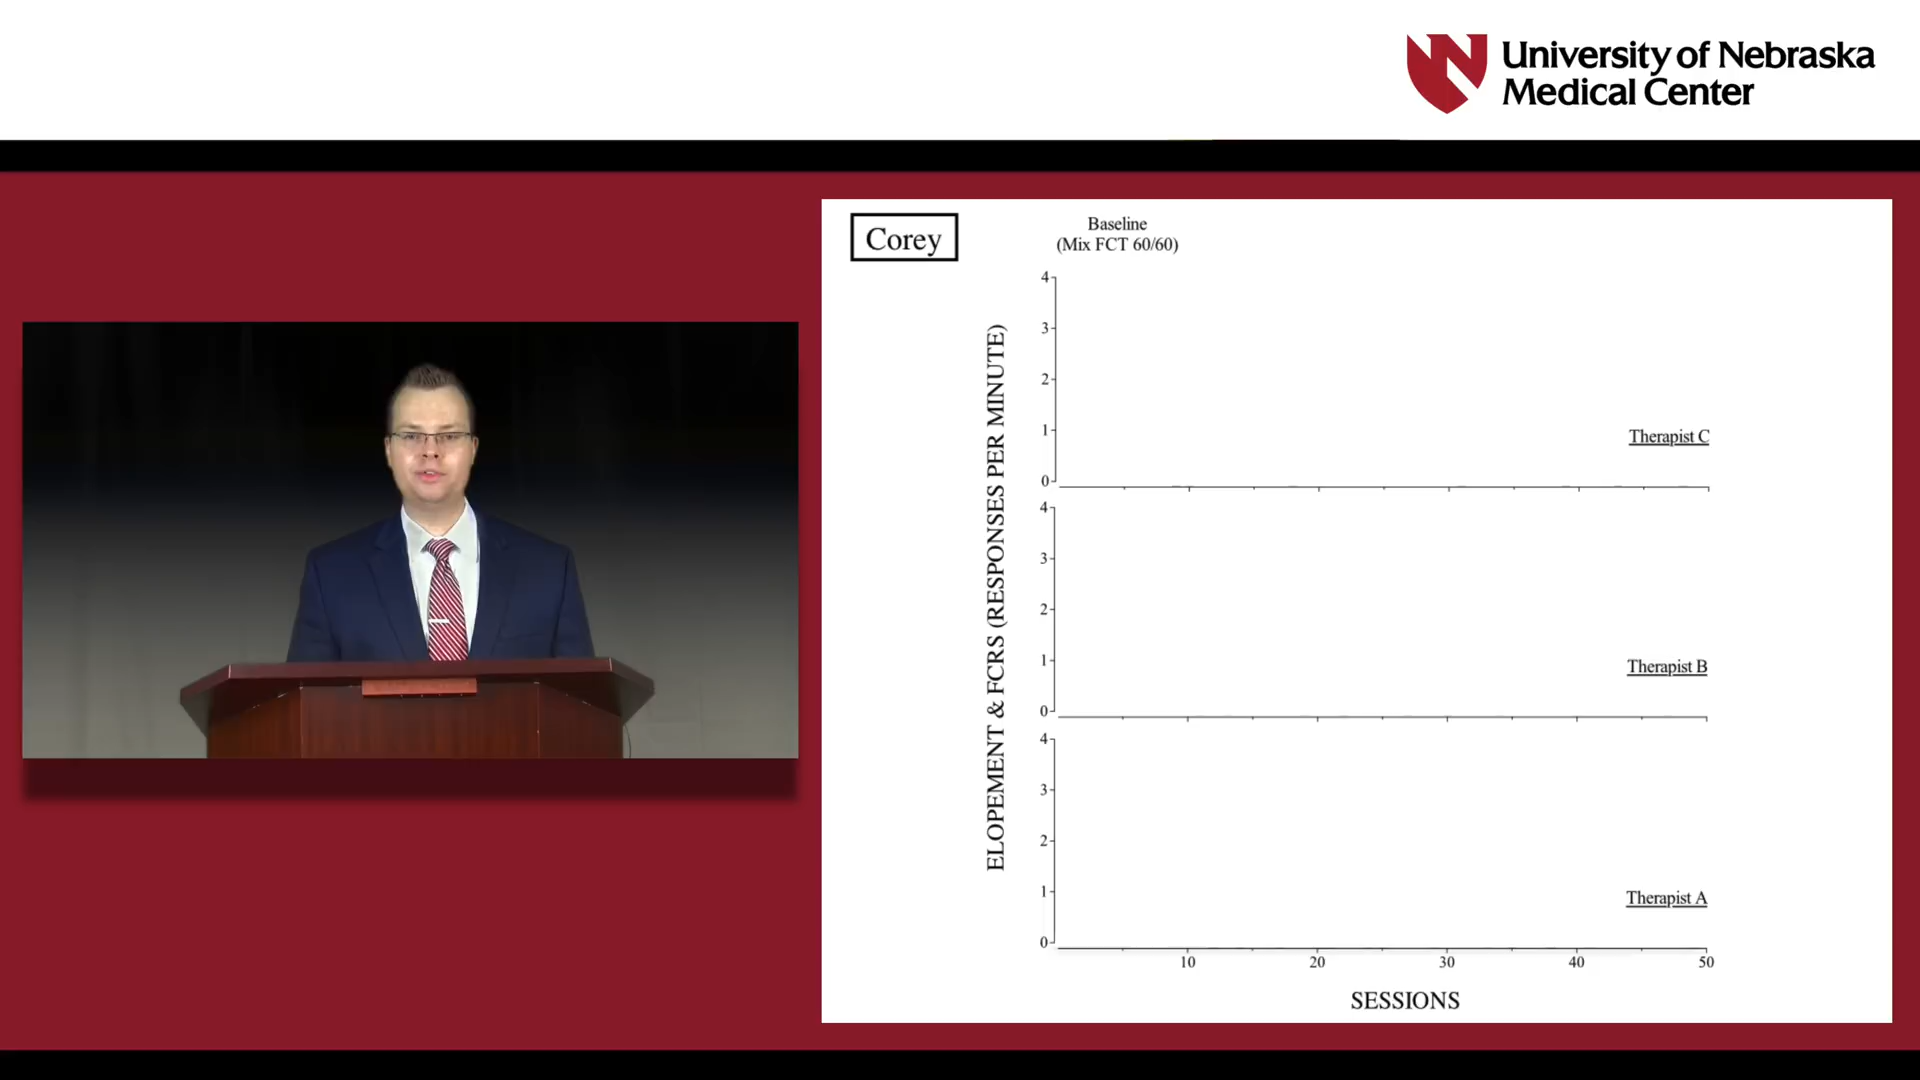 University of Nebraska
Medical Center
Corey
Baseline
(Mix FCT 60/60)
ELOPEMENT & FCRS (RESPONSES PER MINUTE)
4
3
2
1
0
Therapist C
4
3
2
1
0
Therapist B
4
3
2
1
0
Therapist A
10 20 30 40 50
SESSIONS